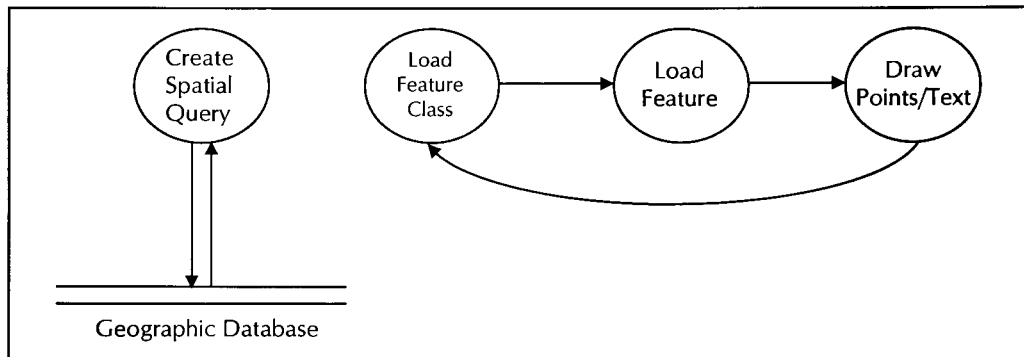 Create
Spatial
Query
Load
Feature
Class
Load
Feature
Draw
Points/Text
Geographic Database